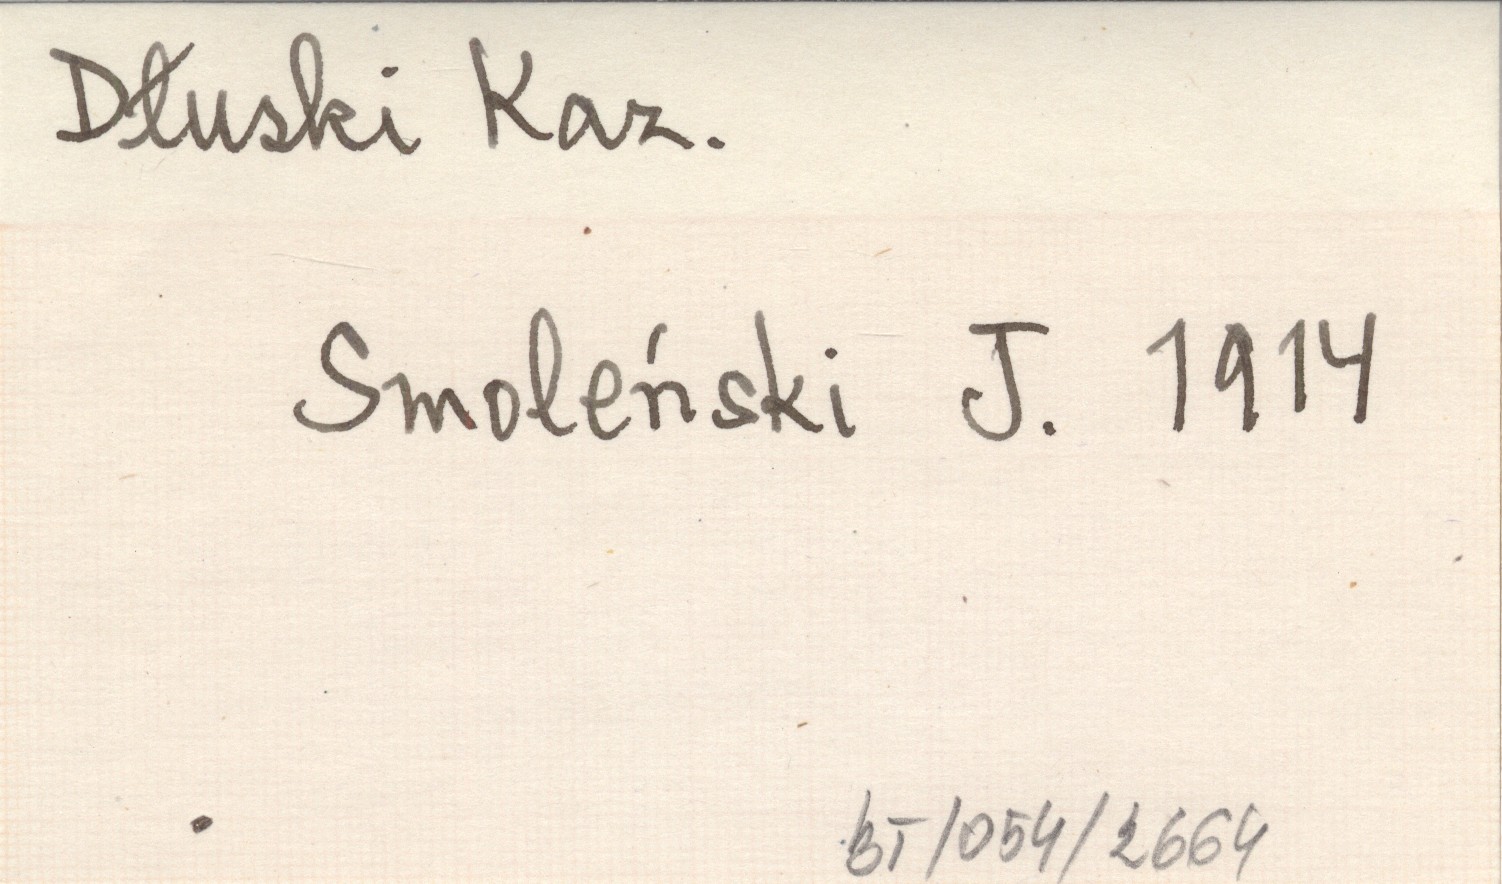 Dłuski Kaz.
Smoleński J. 1914
BT/054/2664